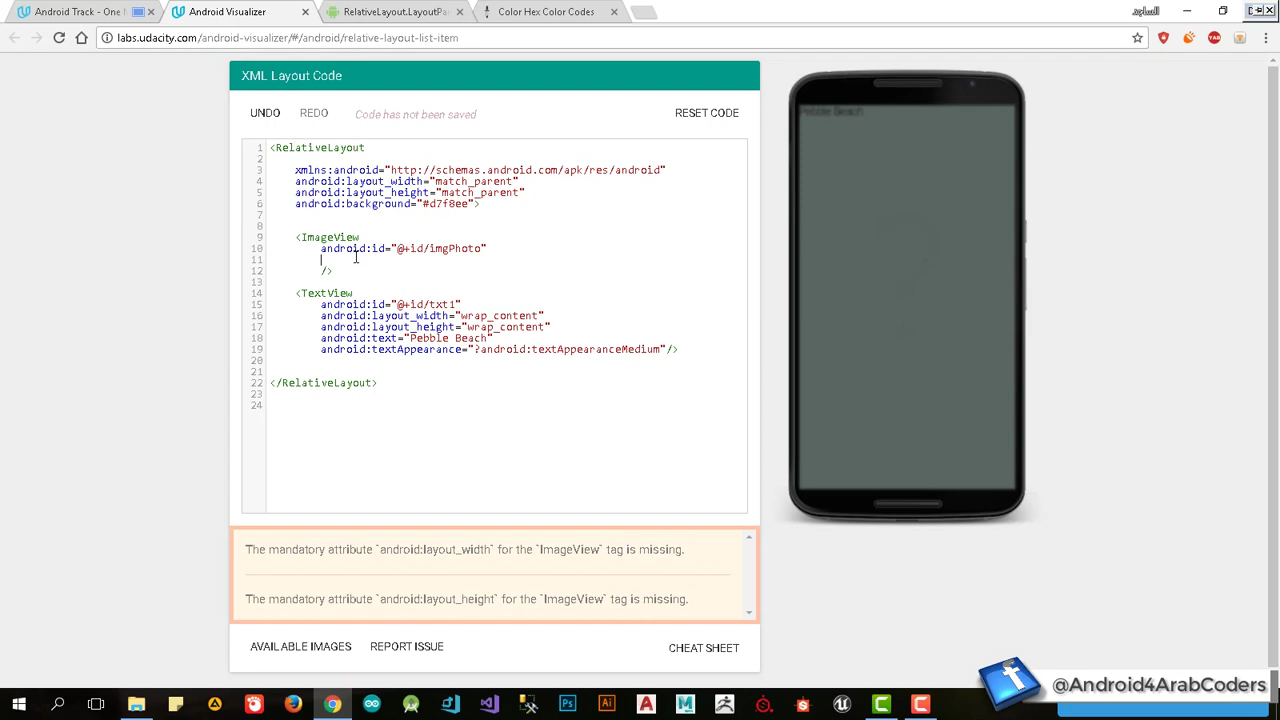 Android Track - One M
Android Visualizer
RelativeLayout.LayoutPa
Color Hex Color Codes
labs.udacity.com/android-visualizer/#/android/relative-layout-list-item
XML Layout Code
UNDO
REDO
Code has not been saved
RESET CODE
1 <RelativeLayout
2
3 xmlns:android="http://schemas.android.com/apk/res/android"
4 android:layout_width="match_parent"
5 android:layout_height="match_parent"
6 android:background="#d7f8ee">
7
8
9 <ImageView
10 android:id="@+id/imgPhoto"
11
12 />
13
14 <TextView
15 android:id="@+id/txt1"
16 android:layout_width="wrap_content"
17 android:layout_height="wrap_content"
18 android:text="Pebble Beach"
19 android:textAppearance="?android:textAppearanceMedium"/>
20
21
22 </RelativeLayout>
23
24
Pebble Beach
The mandatory attribute `android:layout_width` for the `ImageView` tag is missing.
The mandatory attribute `android:layout_height` for the `ImageView` tag is missing.
AVAILABLE IMAGES
REPORT ISSUE
CHEAT SHEET
@Android4ArabCoders